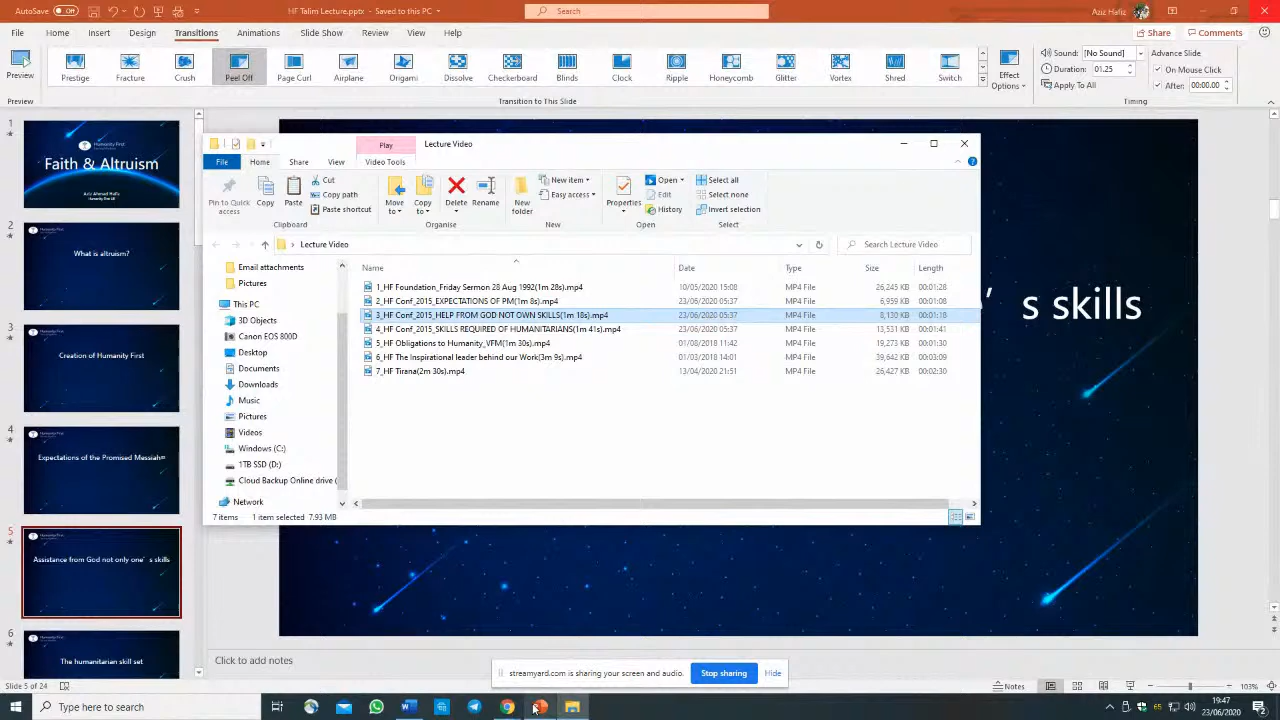 AutoSave Off HF Talim Lecture.pptx - Saved to this PC Search Aziz Hafiz
File Home Insert Design Transitions Animations Slide Show Review View Help Share Comments
Preview Prestige Fracture Crush Peel Off Page Curl Airplane Origami Dissolve Checkerboard Blinds Clock Ripple Honeycomb Glitter Vortex Shred Switch Effect Options
Sound: [No Sound] Advance Slide
Duration: 01.25 On Mouse Click
Apply To All After: 00:00.00
Preview Transition to This Slide Timing
1
Humanity First
Faith & Altruism
Aziz Ahmad Hafiz
Humanity First UK
2
What is altruism?
Creation of Humanity First
4
Expectations of the Promised Messiah
5
Assistance from God not only one's skills
6
The humanitarian skill set
's skills
Play Lecture Video
File Home Share View Video Tools
Pin to Quick access Copy Paste Cut
Copy path
Paste shortcut
Move to Copy to Delete Rename New folder
New item
Easy access
Properties Open
Edit
History
Select all
Select none
Invert selection
Clipboard Organise New Open Select
Lecture Video Search Lecture Video
Email attachments
Pictures
This PC
3D Objects
Canon EOS 800D
Desktop
Documents
Downloads
Music
Pictures
Videos
Windows (C:)
1TB SSD (D:)
Cloud Backup Online drive (
Network
Name Date Type Size Length
1_HF Foundation_Friday Sermon 28 Aug 1992(1m 28s).mp4 10/05/2020 15:08 MP4 File 26,245 KB 00:01:28
2_HF Conf_2015_EXPECTATIONS OF PM(1m 8s).mp4 23/06/2020 05:37 MP4 File 6,959 KB 00:01:08
3_HF Conf_2015_HELP FROM GOD NOT OWN SKILLS(1m 18s).mp4 23/06/2020 05:37 MP4 File 8,130 KB 00:01:18
4_HF Conf_2015_SKILLS REQUIRED OF HUMANITARIANS(1m 41s).mp4 23/06/2020 05:37 MP4 File 13,531 KB 00:01:41
5_HF Obligations to Humanity_VFM(1m 30s).mp4 01/08/2018 11:42 MP4 File 19,273 KB 00:01:30
6_HF The Inspirational leader behind our Work(3m 9s).mp4 01/03/2018 14:01 MP4 File 39,642 KB 00:03:09
7_HF Tirana(2m 30s).mp4 13/04/2020 21:51 MP4 File 26,427 KB 00:02:30
7 items 1 item selected 7.93 MB
Click to add notes
streamyard.com is sharing your screen and audio. Stop sharing Hide
Slide 5 of 24 Notes 103%
Type here to search 65 19:47
23/06/2020